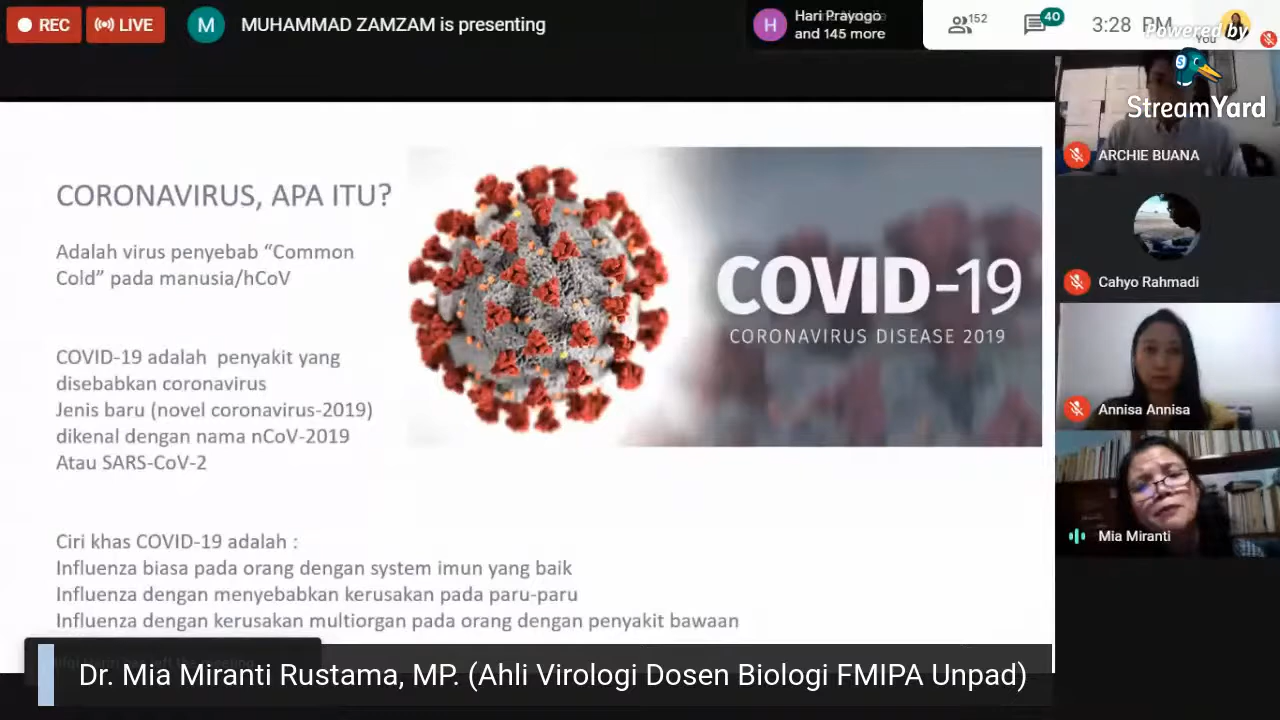 REC
LIVE
M
MUHAMMAD ZAMZAM is presenting
H
Hari Prayogo
and 145 more
152
40
3:28 PM
You
Powered by
StreamYard
ARCHIE BUANA
Cahyo Rahmadi
Annisa Annisa
Mia Miranti
CORONAVIRUS, APA ITU?
Adalah virus penyebab “Common
Cold” pada manusia/hCoV
COVID-19 adalah penyakit yang
disebabkan coronavirus
Jenis baru (novel coronavirus-2019)
dikenal dengan nama nCoV-2019
Atau SARS-CoV-2
COVID-19
CORONAVIRUS DISEASE 2019
Ciri khas COVID-19 adalah :
Influenza biasa pada orang dengan system imun yang baik
Influenza dengan menyebabkan kerusakan pada paru-paru
Influenza dengan kerusakan multiorgan pada orang dengan penyakit bawaan
Dr. Mia Miranti Rustama, MP. (Ahli Virologi Dosen Biologi FMIPA Unpad)